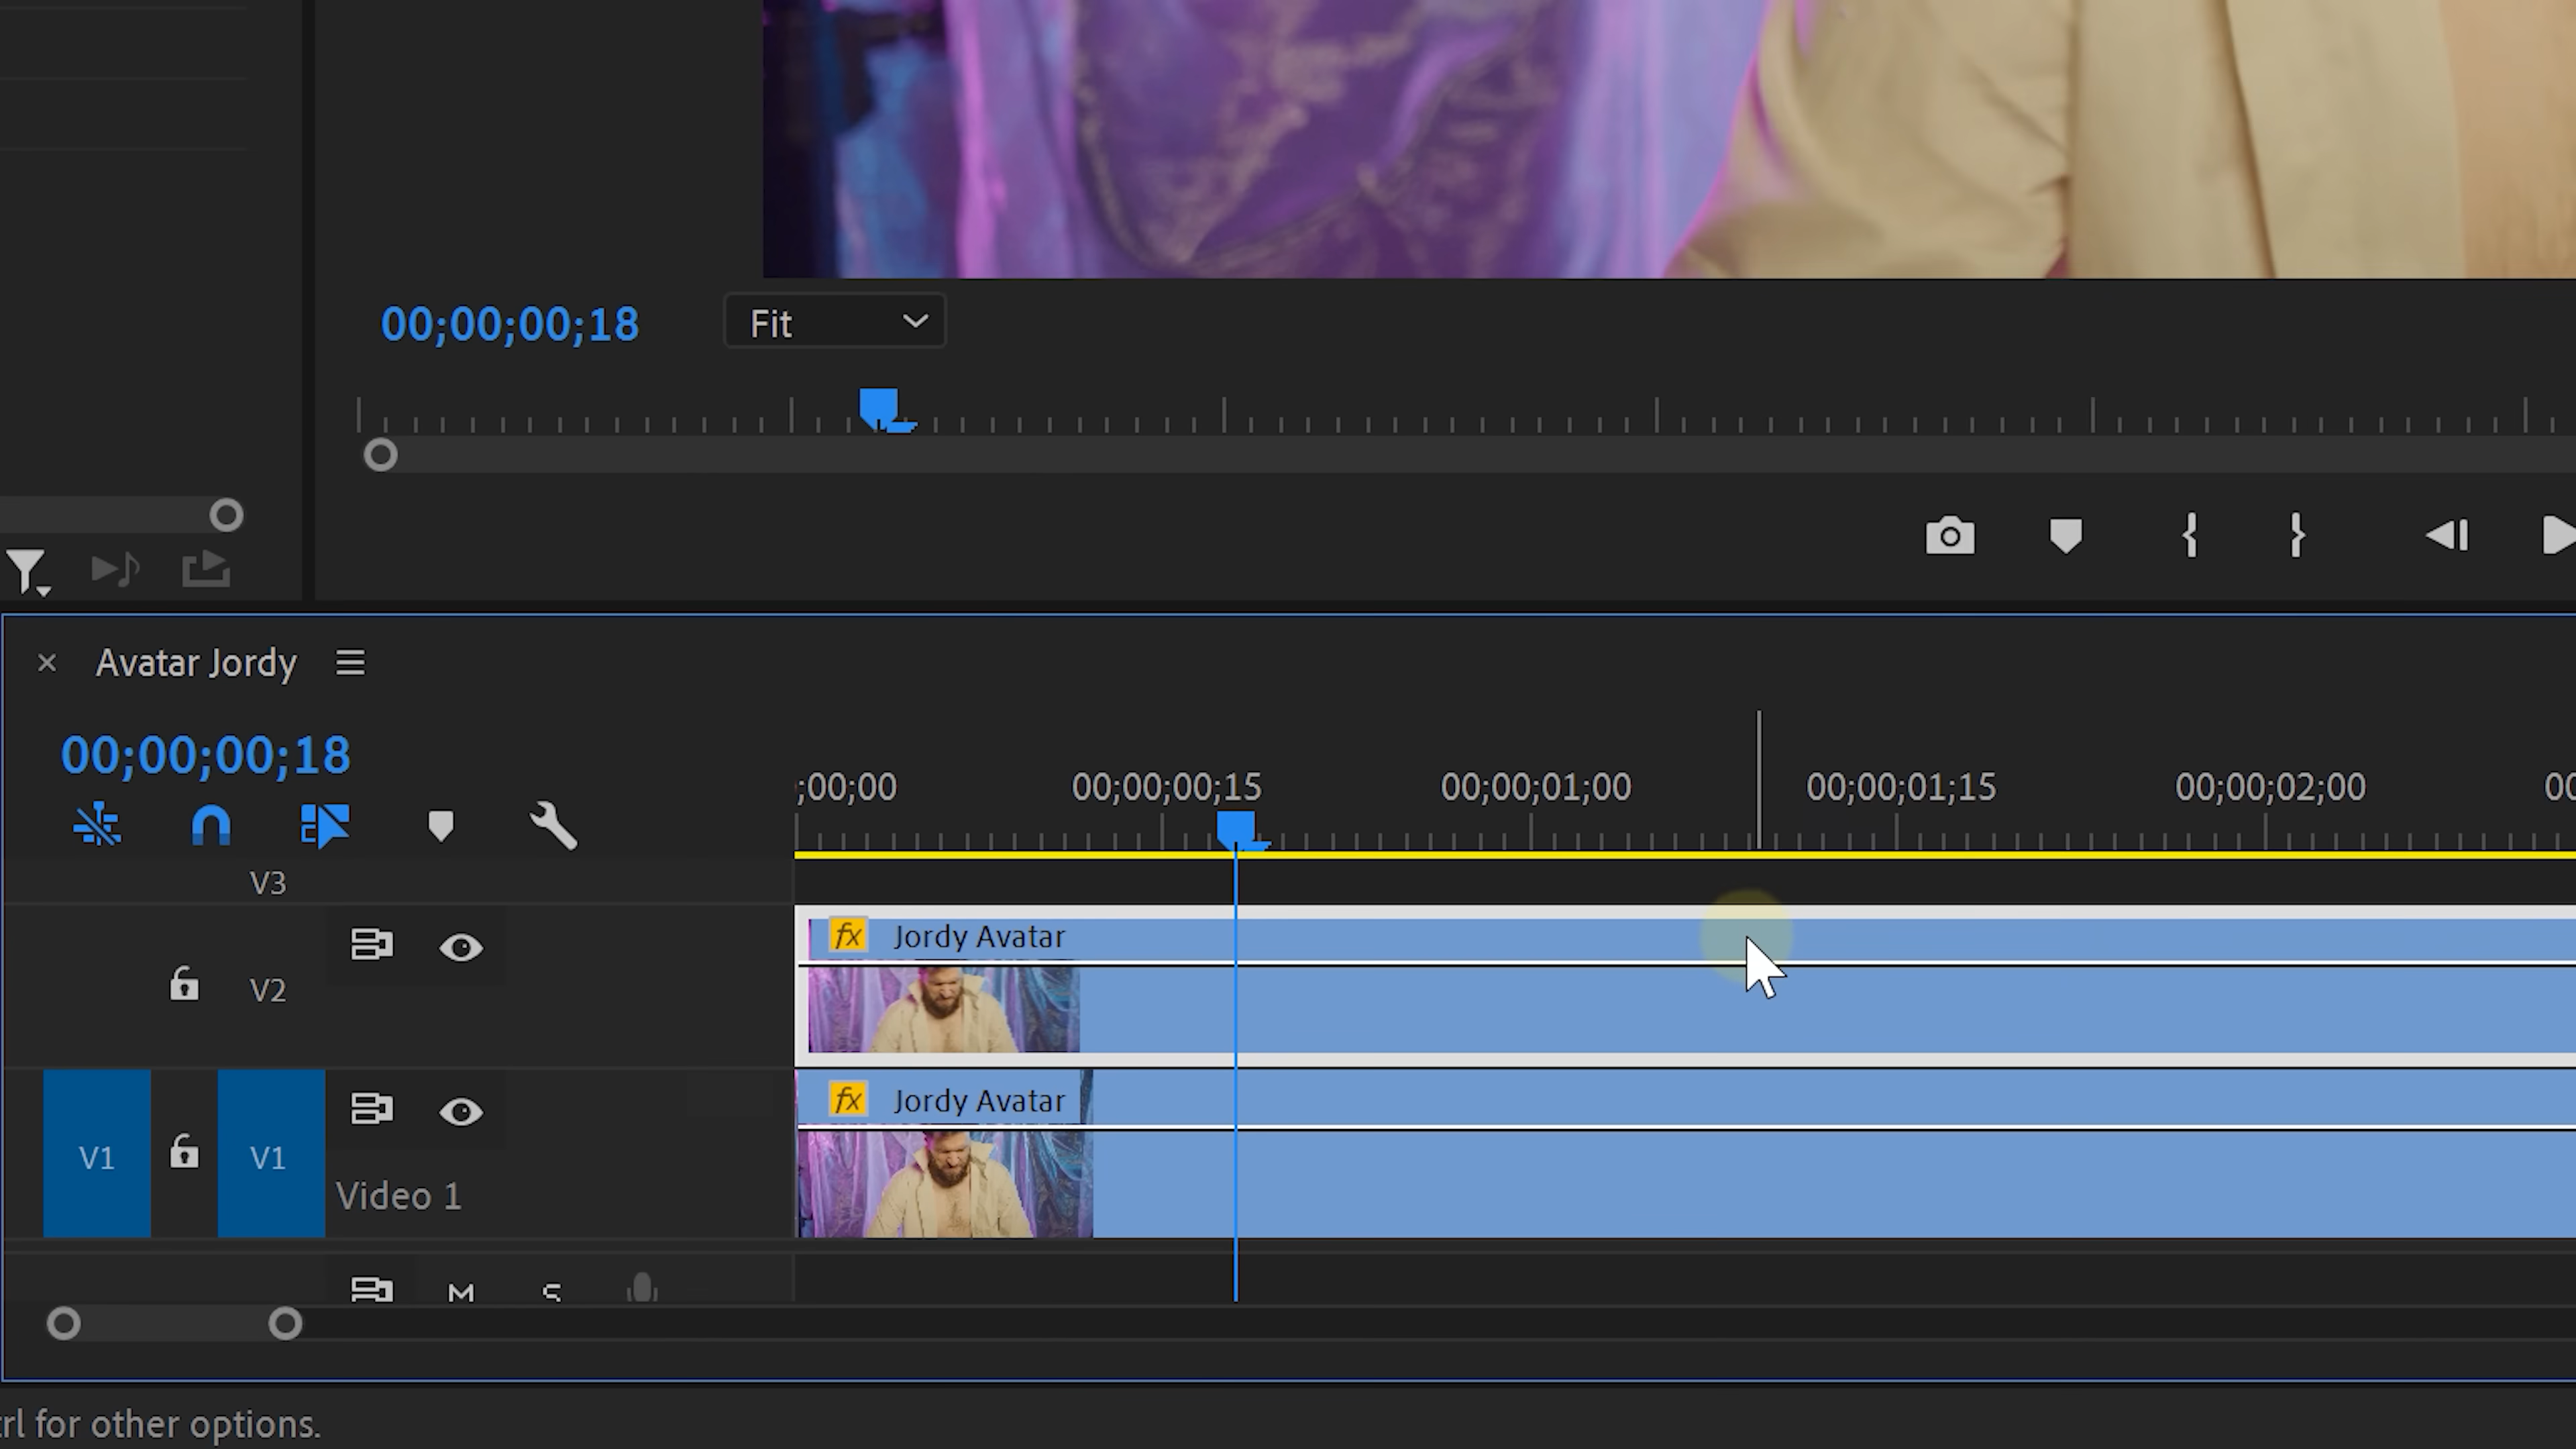 00;00;00;18
Fit
Avatar Jordy
00;00;00;18
;00;00
00;00;00;15
00;00;01;00
00;00;01;15
00;00;02;00
00
V3
fx Jordy Avatar
V2
fx Jordy Avatar
V1
V1
Video 1
M
S
trl for other options.